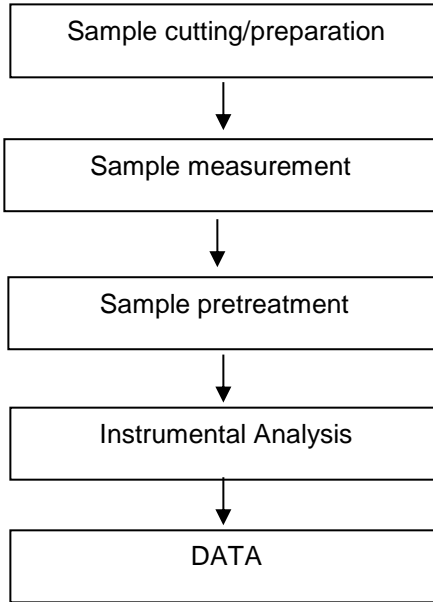 Sample cutting/preparation
Sample measurement
Sample pretreatment
Instrumental Analysis
DATA